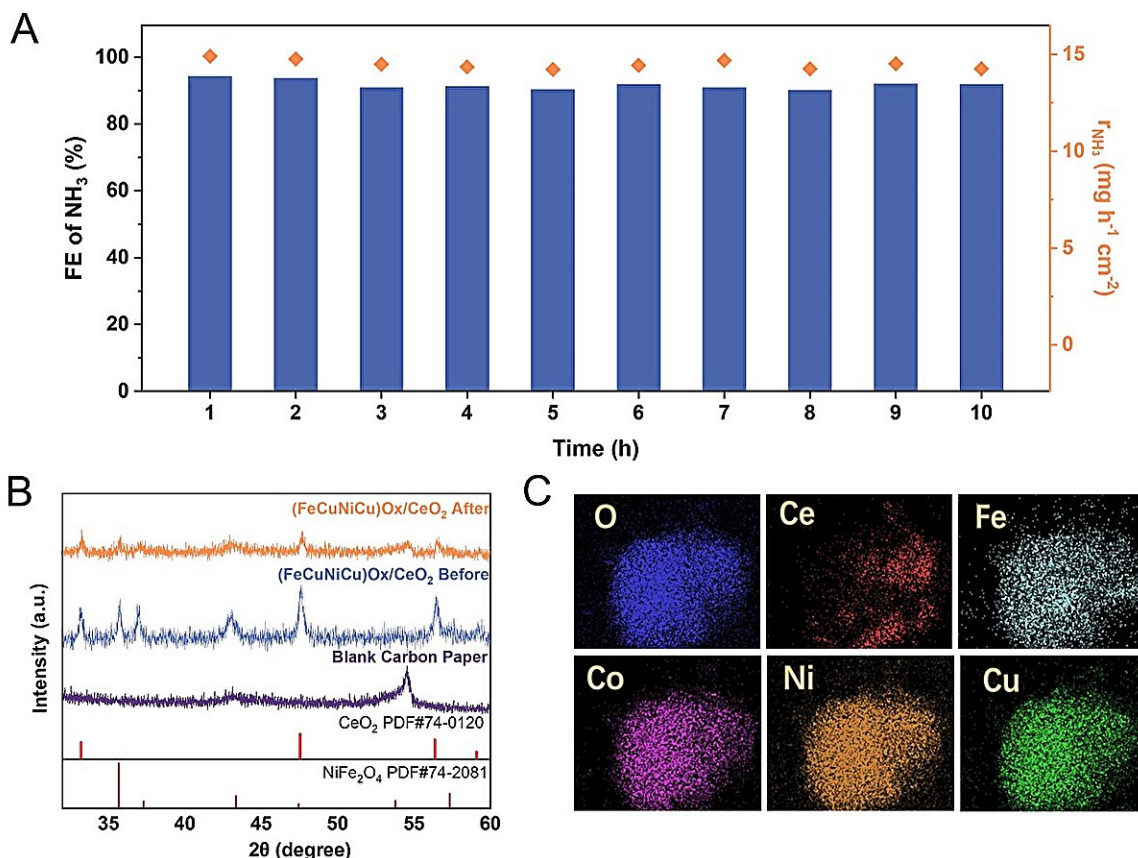 A
FE of NH₃ (%)
100
80
60
40
20
0
15
10
5
0
r_NH₃ (mg h⁻¹ cm⁻²)
1 2 3 4 5 6 7 8 9 10
Time (h)
B
(FeCuNiCu)Ox/CeO₂ After
(FeCuNiCu)Ox/CeO₂ Before
Blank Carbon Paper
CeO₂ PDF#74-0120
NiFe₂O₄ PDF#74-2081
Intensity (a.u.)
35 40 45 50 55 60
2θ (degree)
C
O Ce Fe
Co Ni Cu